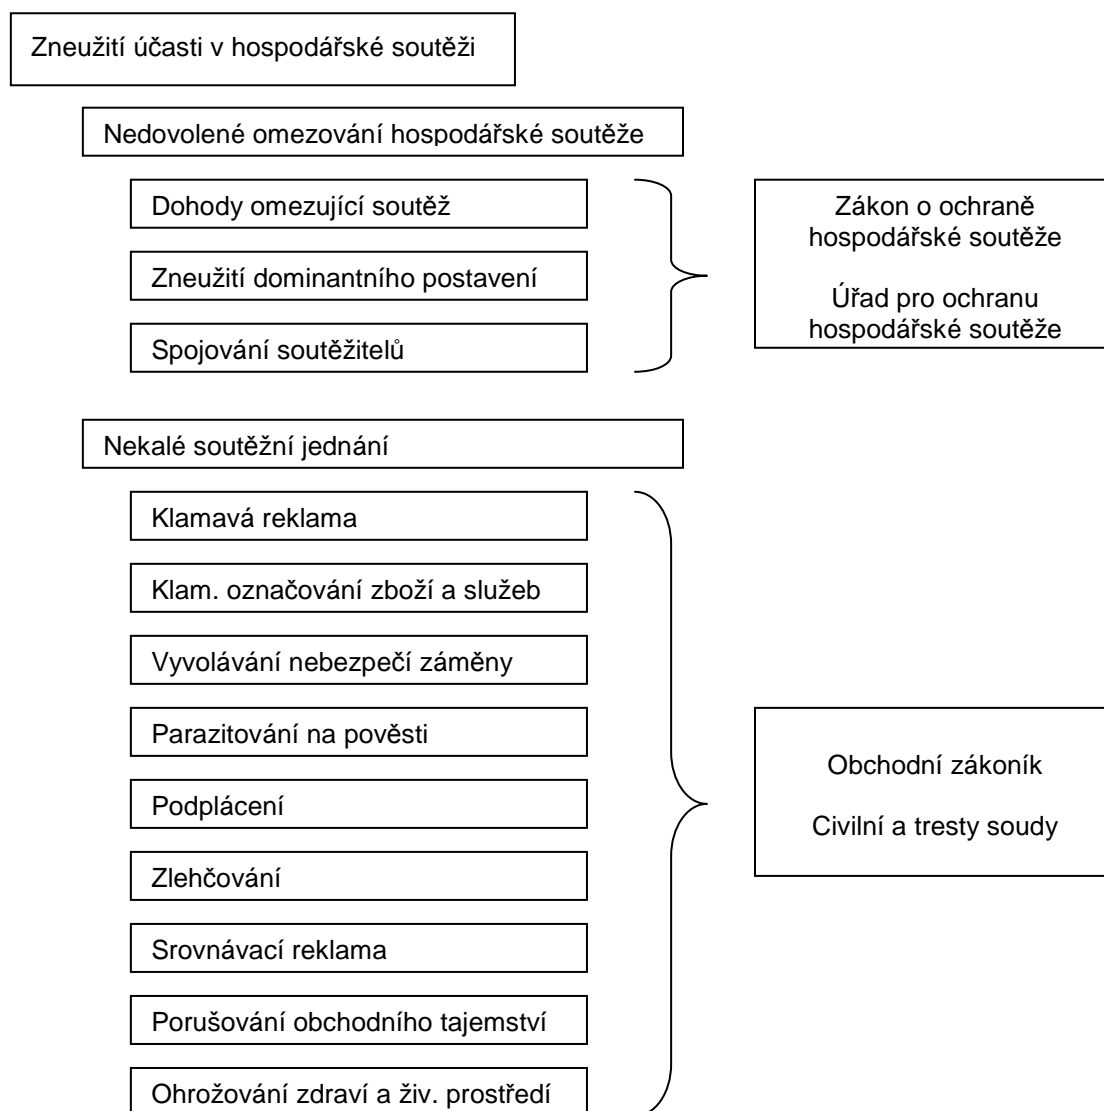 Zneužití účasti v hospodářské soutěži
Nedovolené omezování hospodářské soutěže
Dohody omezující soutěž
Zneužití dominantního postavení
Spojování soutěžitelů
Zákon o ochraně
hospodářské soutěže
Úřad pro ochranu
hospodářské soutěže
Nekalé soutěžní jednání
Klamavá reklama
Klam. označování zboží a služeb
Vyvolávání nebezpečí záměny
Parazitování na pověsti
Podplácení
Zlehčování
Srovnávací reklama
Porušování obchodního tajemství
Ohrožování zdraví a živ. prostředí
Obchodní zákoník
Civilní a tresty soudy